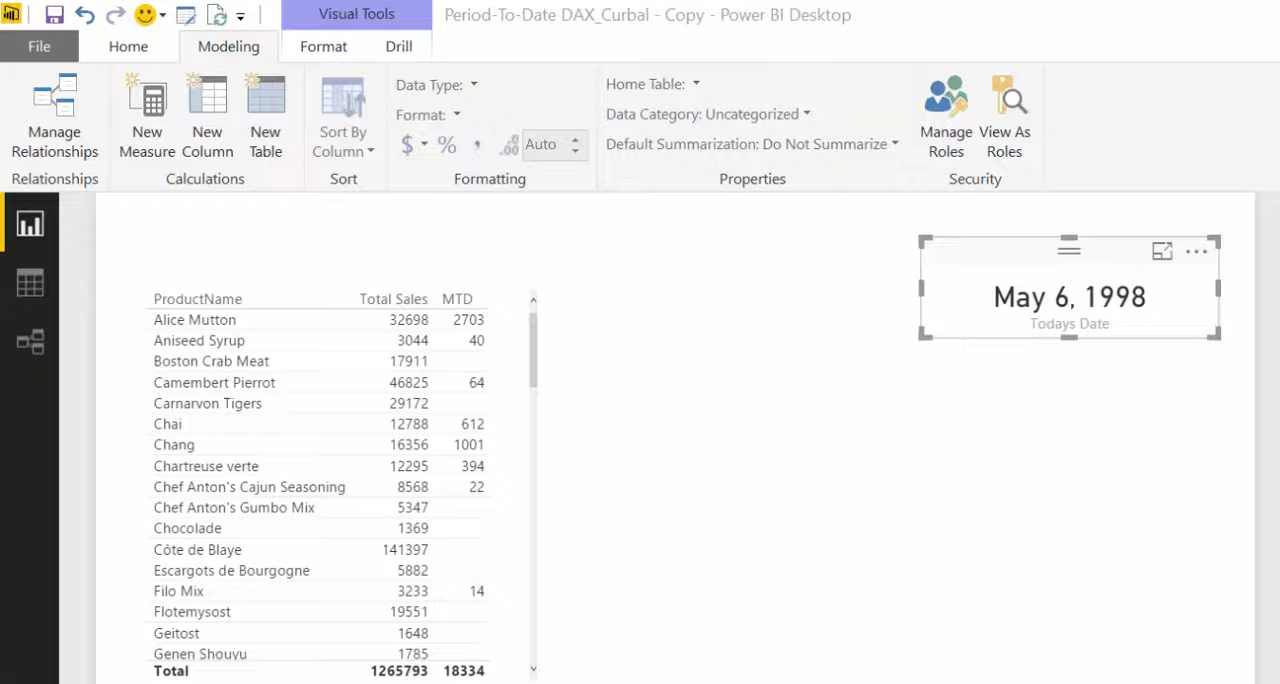 Visual Tools
Period-To-Date DAX_Curbal - Copy - Power BI Desktop
File Home Modeling Format Drill
Manage Relationships
New Measure
New Column
New Table
Sort By Column
Data Type:
Format:
$ % , .00 Auto
Home Table:
Data Category: Uncategorized
Default Summarization: Do Not Summarize
Manage Roles
View As Roles
Relationships Calculations Sort Formatting Properties Security
May 6, 1998
Todays Date
ProductName Total Sales MTD
Alice Mutton 32698 2703
Aniseed Syrup 3044 40
Boston Crab Meat 17911
Camembert Pierrot 46825 64
Carnarvon Tigers 29172
Chai 12788 612
Chang 16356 1001
Chartreuse verte 12295 394
Chef Anton's Cajun Seasoning 8568 22
Chef Anton's Gumbo Mix 5347
Chocolade 1369
Côte de Blaye 141397
Escargots de Bourgogne 5882
Filo Mix 3233 14
Flotemysost 19551
Geitost 1648
Genen Shouyu 1785
Total 1265793 18334